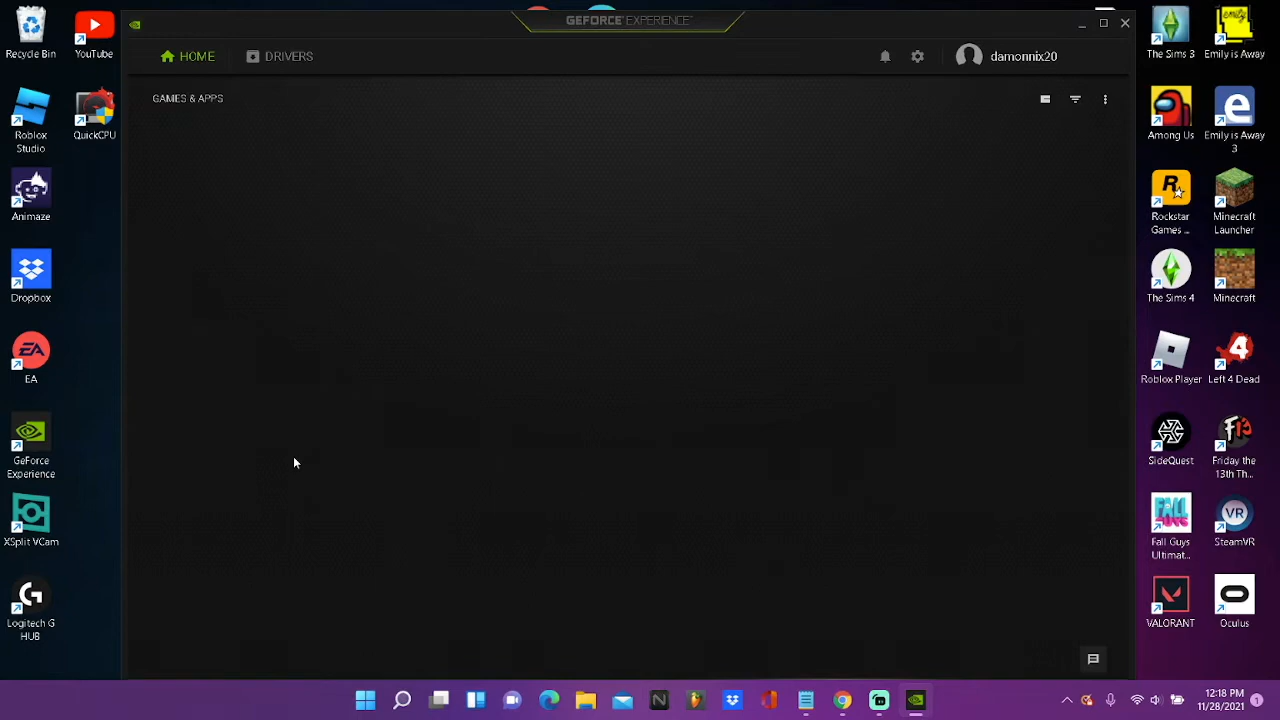 GEFORCE EXPERIENCE
HOME
DRIVERS
damonnix20
GAMES & APPS
Recycle Bin
YouTube
Roblox
Studio
QuickCPU
Animaze
Dropbox
EA
GeForce
Experience
XSplit VCam
Logitech G
HUB
The Sims 3
Emily is Away
Among Us
Emily is Away
3
Rockstar
Games ...
Minecraft
Launcher
The Sims 4
Minecraft
Roblox Player
Left 4 Dead
SideQuest
Friday the
13th Th...
Fall Guys
Ultimat...
SteamVR
VALORANT
Oculus
12:18 PM
11/28/2021
1